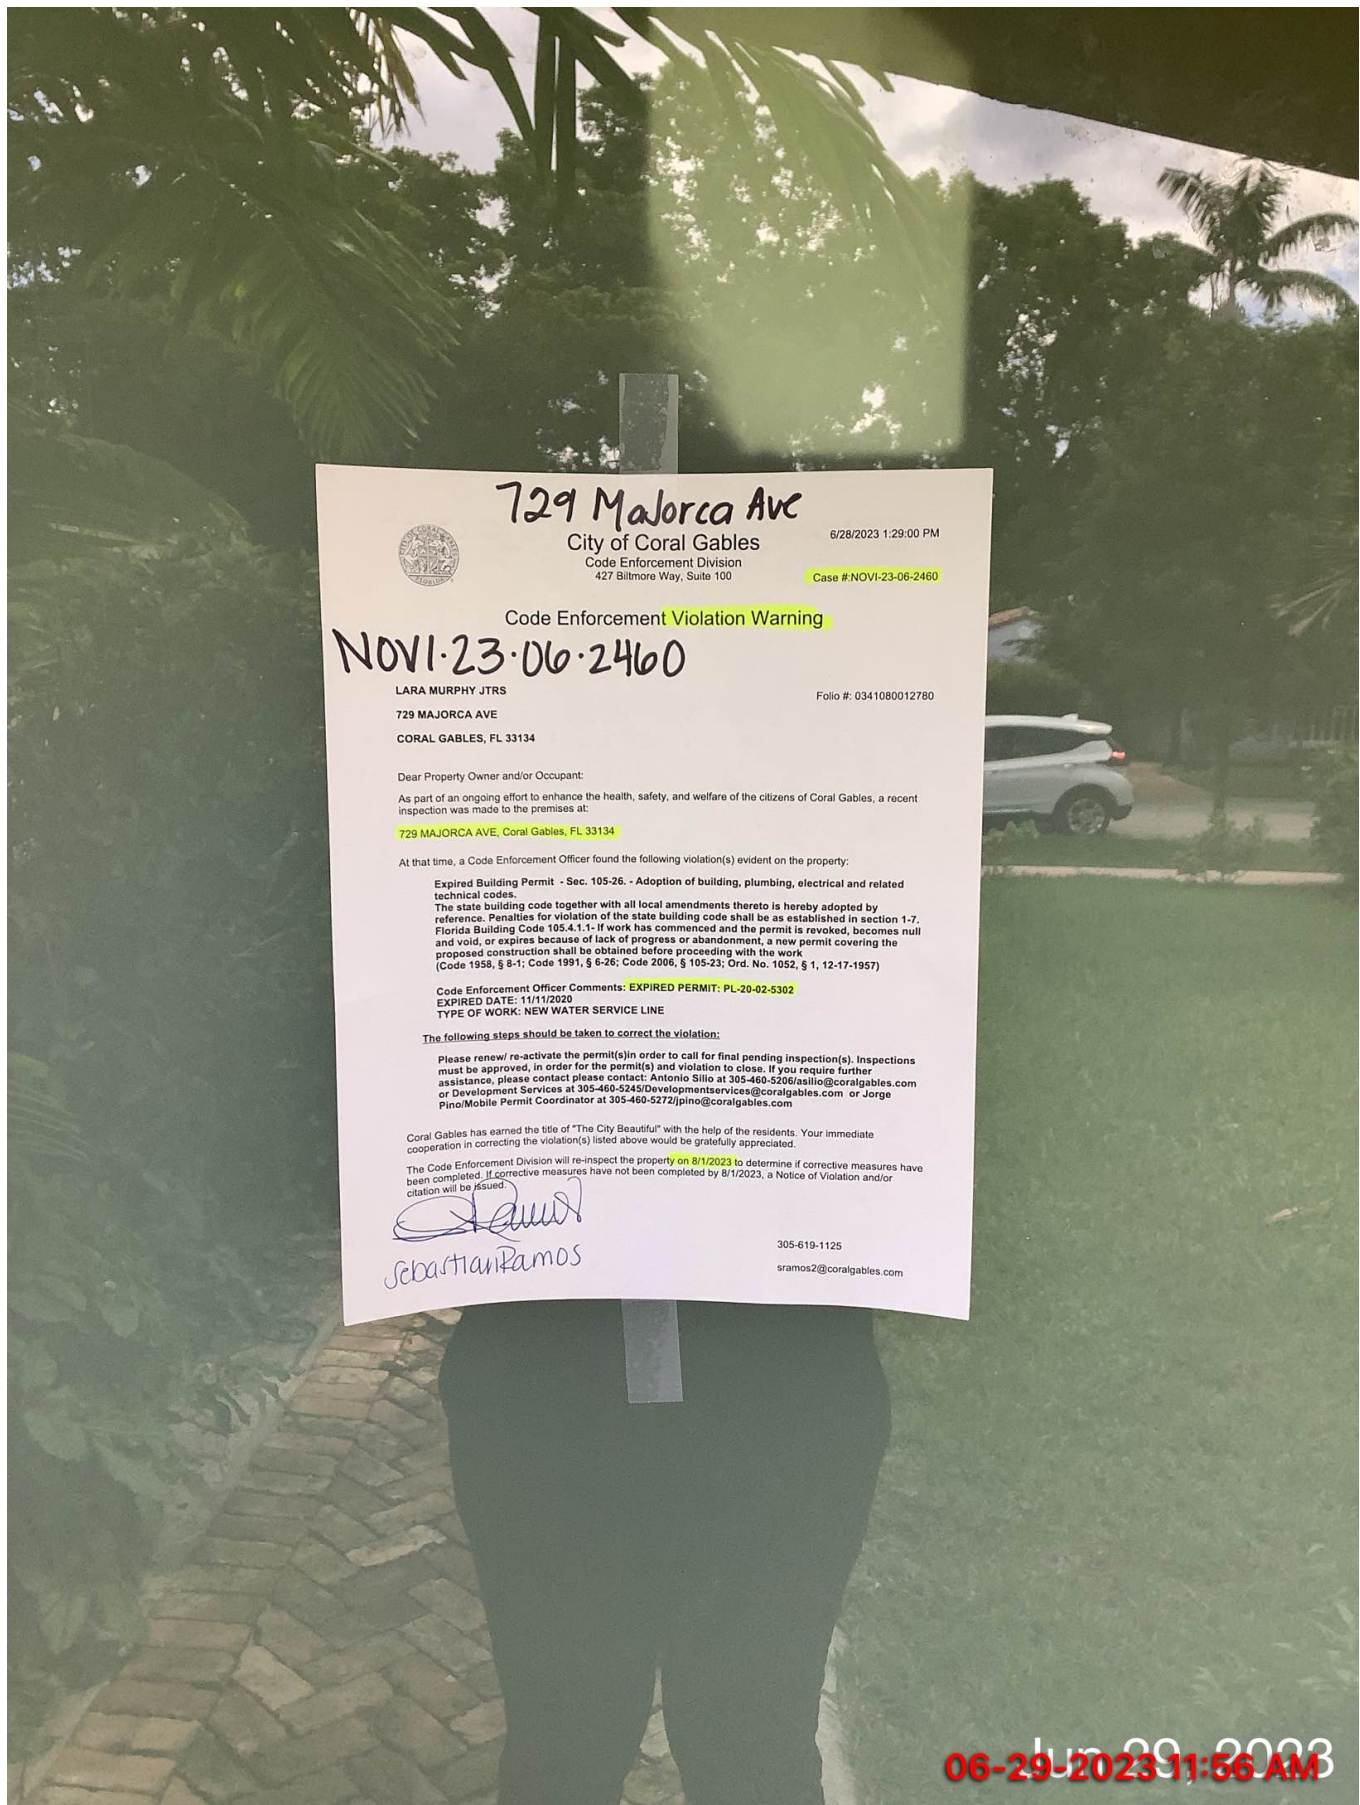 729 Majorca Ave
City of Coral Gables
Code Enforcement Division
427 Biltmore Way, Suite 100
6/28/2023 1:29:00 PM
Case #:NOVI-23-06-2460
Code Enforcement Violation Warning
NOVI-23-06-2460
LARA MURPHY JTRS
729 MAJORCA AVE
CORAL GABLES, FL 33134
Folio #: 0341080012780
Dear Property Owner and/or Occupant:
As part of an ongoing effort to enhance the health, safety, and welfare of the citizens of Coral Gables, a recent
inspection was made to the premises at:
729 MAJORCA AVE, Coral Gables, FL 33134
At that time, a Code Enforcement Officer found the following violation(s) evident on the property:
Expired Building Permit - Sec. 105-26. - Adoption of building, plumbing, electrical and related
technical codes.
The state building code together with all local amendments thereto is hereby adopted by
reference. Penalties for violation of the state building code shall be as established in section 1-7.
Florida Building Code 105.4.1.1- If work has commenced and the permit is revoked, becomes null
and void, or expires because of lack of progress or abandonment, a new permit covering the
proposed construction shall be obtained before proceeding with the work
(Code 1958, § 8-1; Code 1991, § 6-26; Code 2006, § 105-23; Ord. No. 1052, § 1, 12-17-1957)
Code Enforcement Officer Comments: EXPIRED PERMIT: PL-20-02-5302
EXPIRED DATE: 11/11/2020
TYPE OF WORK: NEW WATER SERVICE LINE
The following steps should be taken to correct the violation:
Please renew/ re-activate the permit(s)in order to call for final pending inspection(s). Inspections
must be approved, in order for the permit(s) and violation to close. If you require further
assistance, please contact please contact: Antonio Silio at 305-460-5206/asilio@coralgables.com
or Development Services at 305-460-5245/Developmentservices@coralgables.com or Jorge
Pino/Mobile Permit Coordinator at 305-460-5272/jpino@coralgables.com
Coral Gables has earned the title of "The City Beautiful" with the help of the residents. Your immediate
cooperation in correcting the violation(s) listed above would be gratefully appreciated.
The Code Enforcement Division will re-inspect the property on 8/1/2023 to determine if corrective measures have
been completed. If corrective measures have not been completed by 8/1/2023, a Notice of Violation and/or
citation will be issued.
Sebastian Ramos
305-619-1125
sramos2@coralgables.com
Jun 29, 2023
06-29-2023 11:56 AM